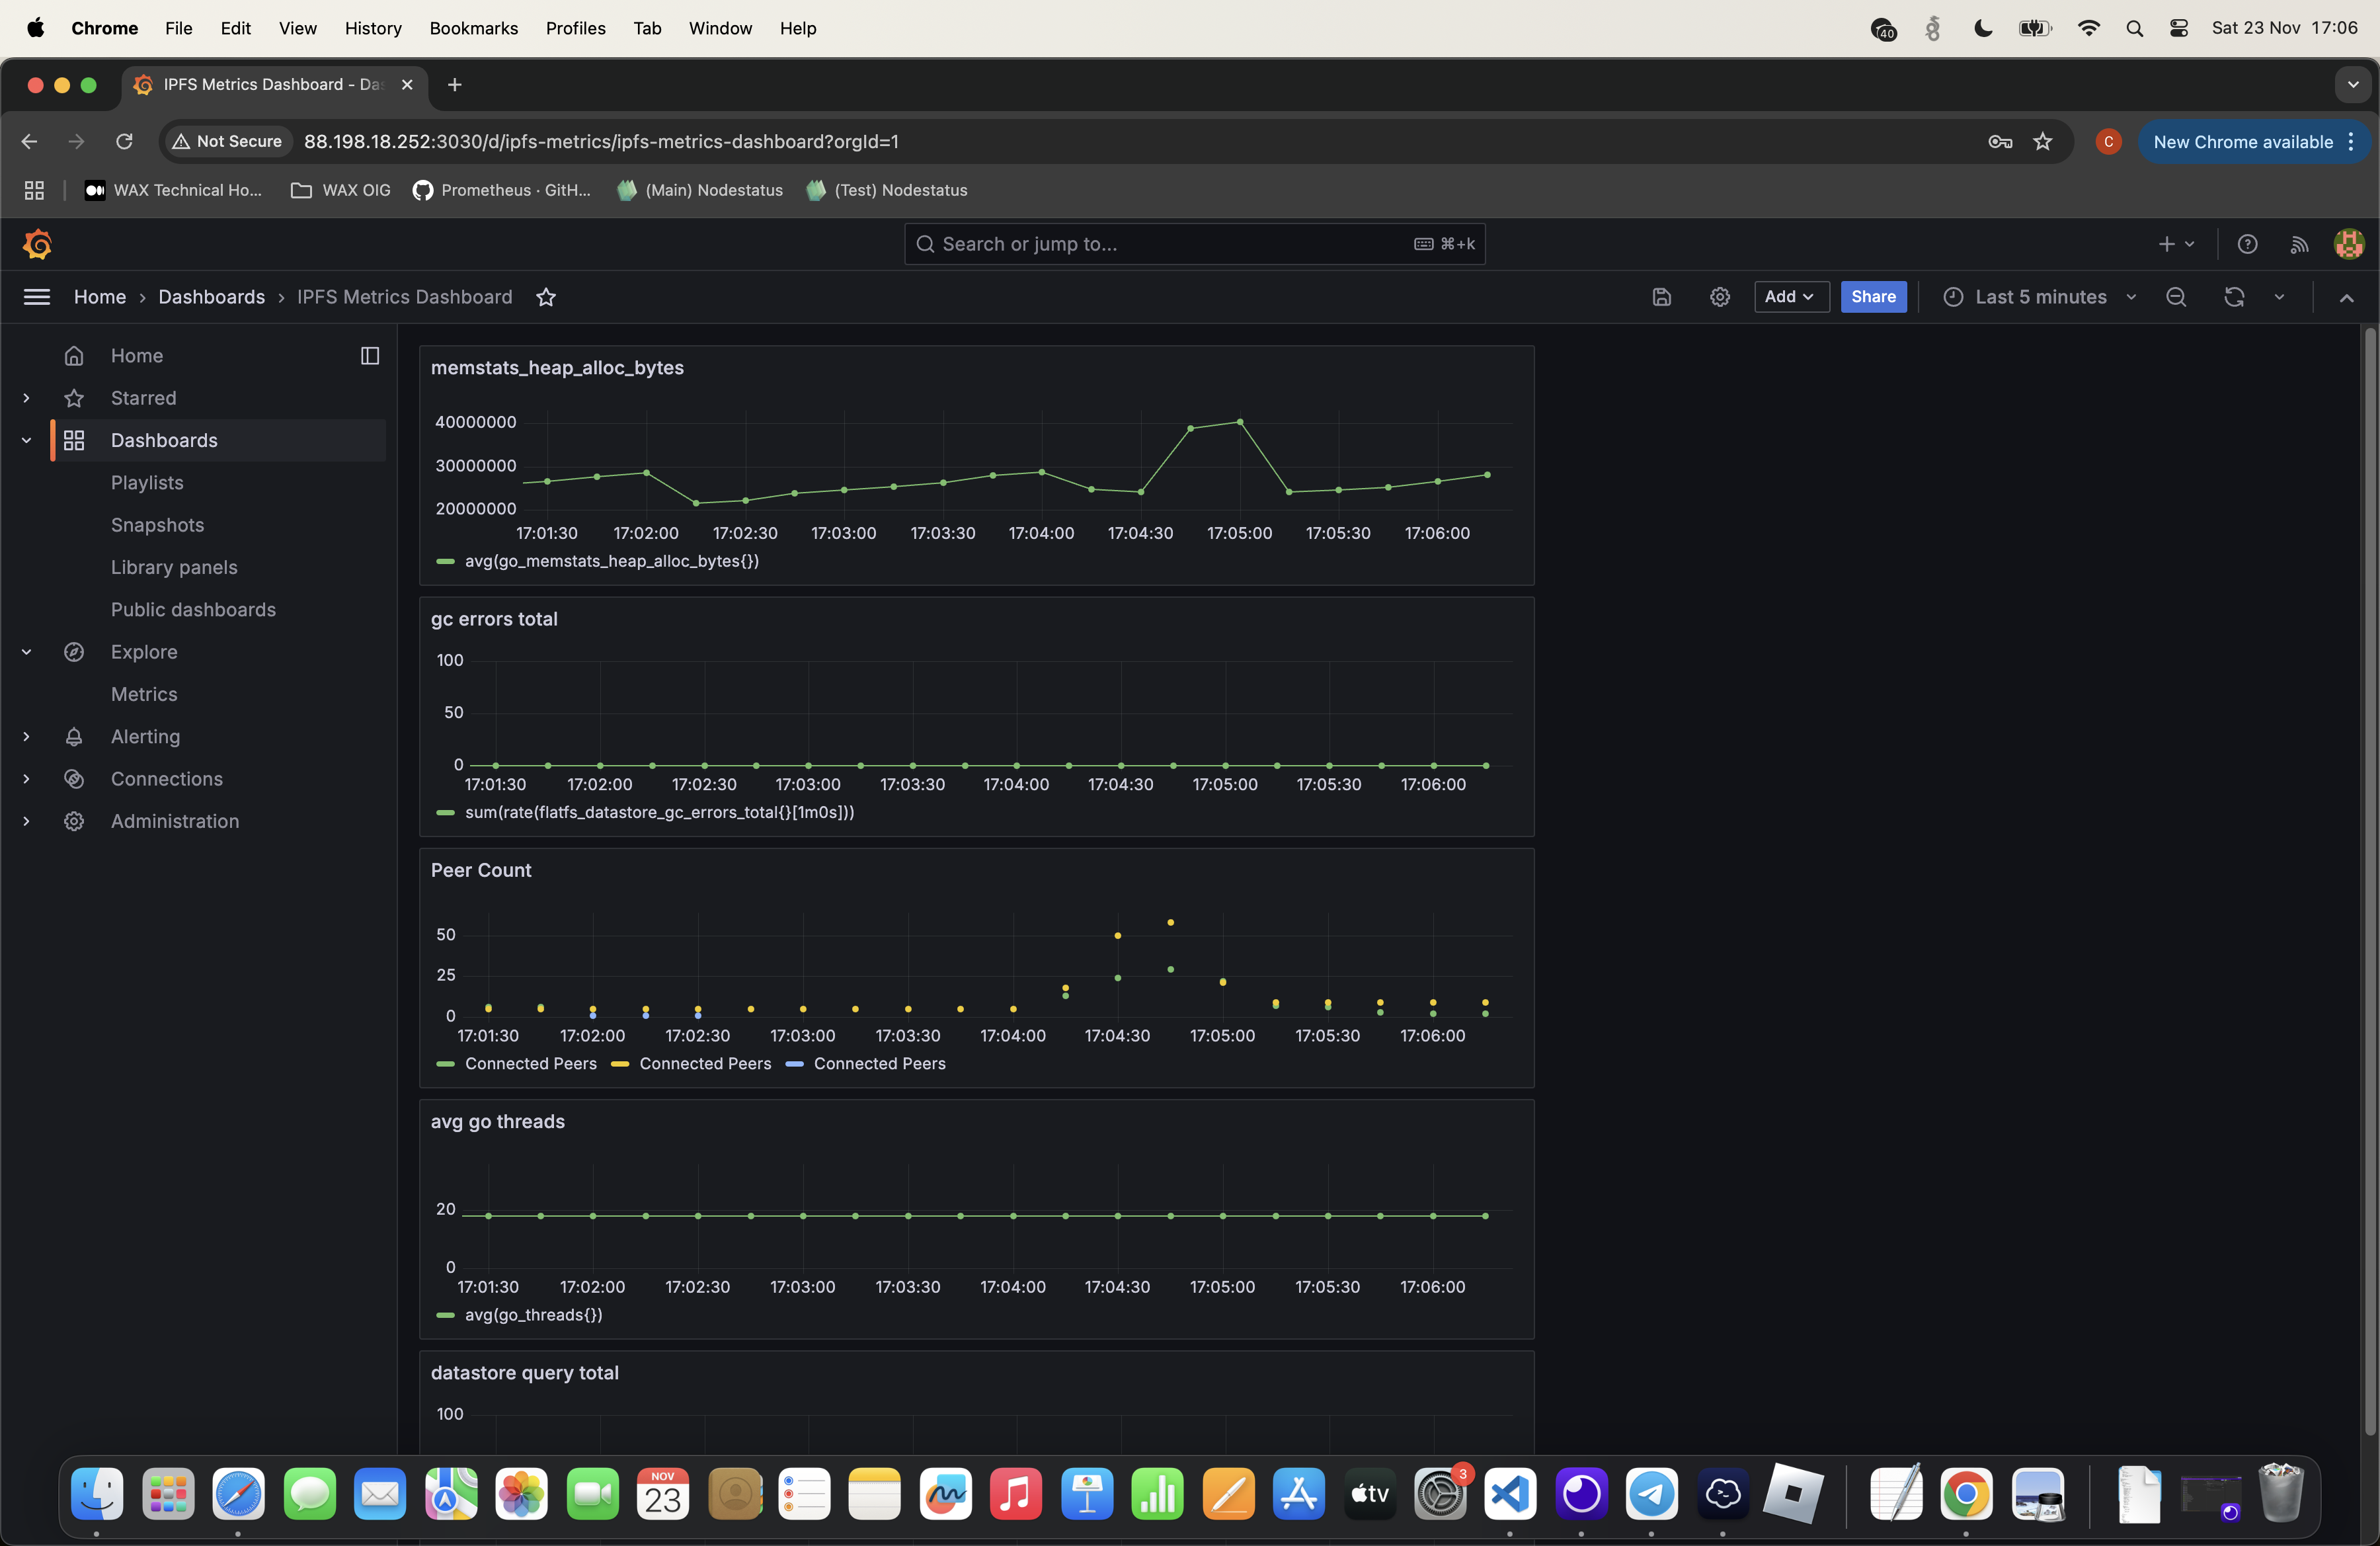 Chrome File Edit View History Bookmarks Profiles Tab Window Help 40 Sat 23 Nov 17:06
IPFS Metrics Dashboard - Das
Not Secure 88.198.18.252:3030/d/ipfs-metrics/ipfs-metrics-dashboard?orgId=1 C New Chrome available
WAX Technical Ho... WAX OIG Prometheus · GitH... (Main) Nodestatus (Test) Nodestatus
Search or jump to... ⌘+k
Home › Dashboards › IPFS Metrics Dashboard Add Share Last 5 minutes
Home
Starred
Dashboards
Playlists
Snapshots
Library panels
Public dashboards
Explore
Metrics
Alerting
Connections
Administration
memstats_heap_alloc_bytes
40000000
30000000
20000000
17:01:30 17:02:00 17:02:30 17:03:00 17:03:30 17:04:00 17:04:30 17:05:00 17:05:30 17:06:00
avg(go_memstats_heap_alloc_bytes{})
gc errors total
100
50
0
17:01:30 17:02:00 17:02:30 17:03:00 17:03:30 17:04:00 17:04:30 17:05:00 17:05:30 17:06:00
sum(rate(flatfs_datastore_gc_errors_total{}[1m0s]))
Peer Count
50
25
0
17:01:30 17:02:00 17:02:30 17:03:00 17:03:30 17:04:00 17:04:30 17:05:00 17:05:30 17:06:00
Connected Peers Connected Peers Connected Peers
avg go threads
20
0
17:01:30 17:02:00 17:02:30 17:03:00 17:03:30 17:04:00 17:04:30 17:05:00 17:05:30 17:06:00
avg(go_threads{})
datastore query total
100
NOV
23
tv
3